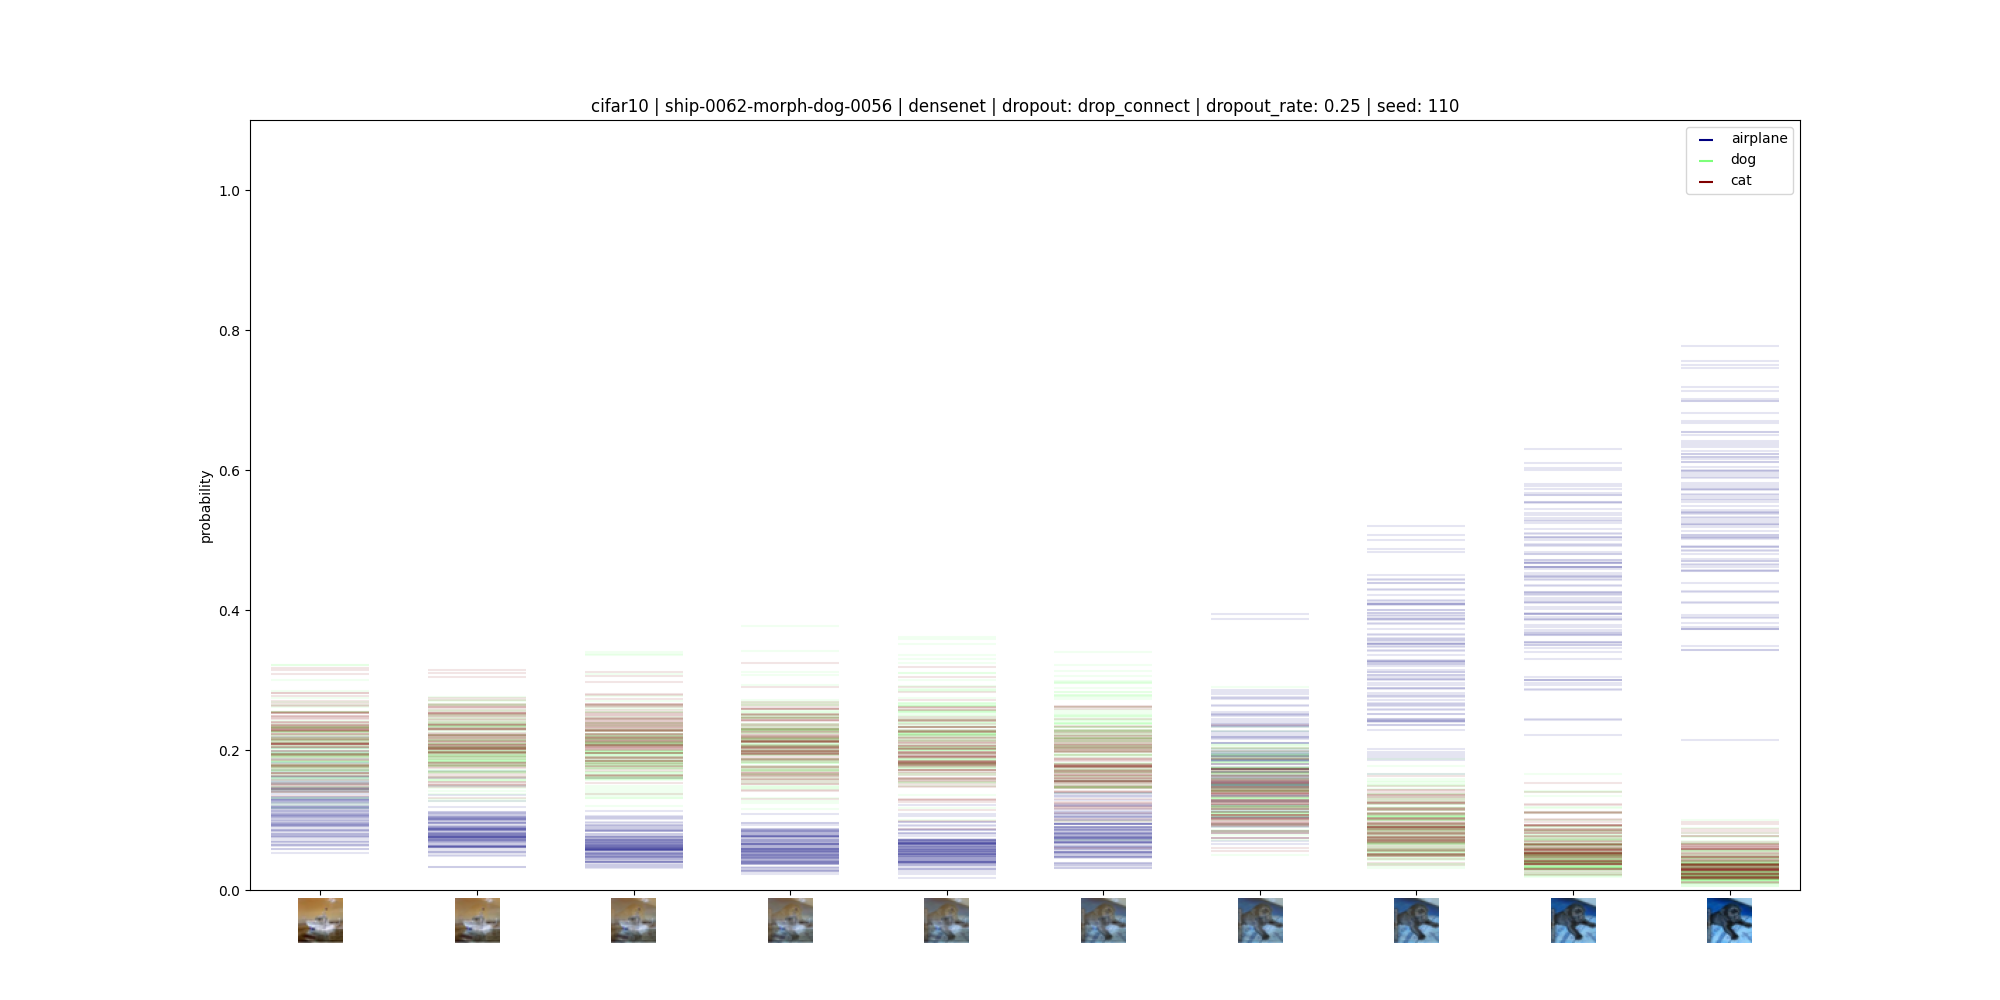 cifar10 | ship-0062-morph-dog-0056 | densenet | dropout: drop_connect | dropout_rate: 0.25 | seed: 110
airplane
dog
cat
1.0
0.8
0.6
0.4
0.2
0.0
probability